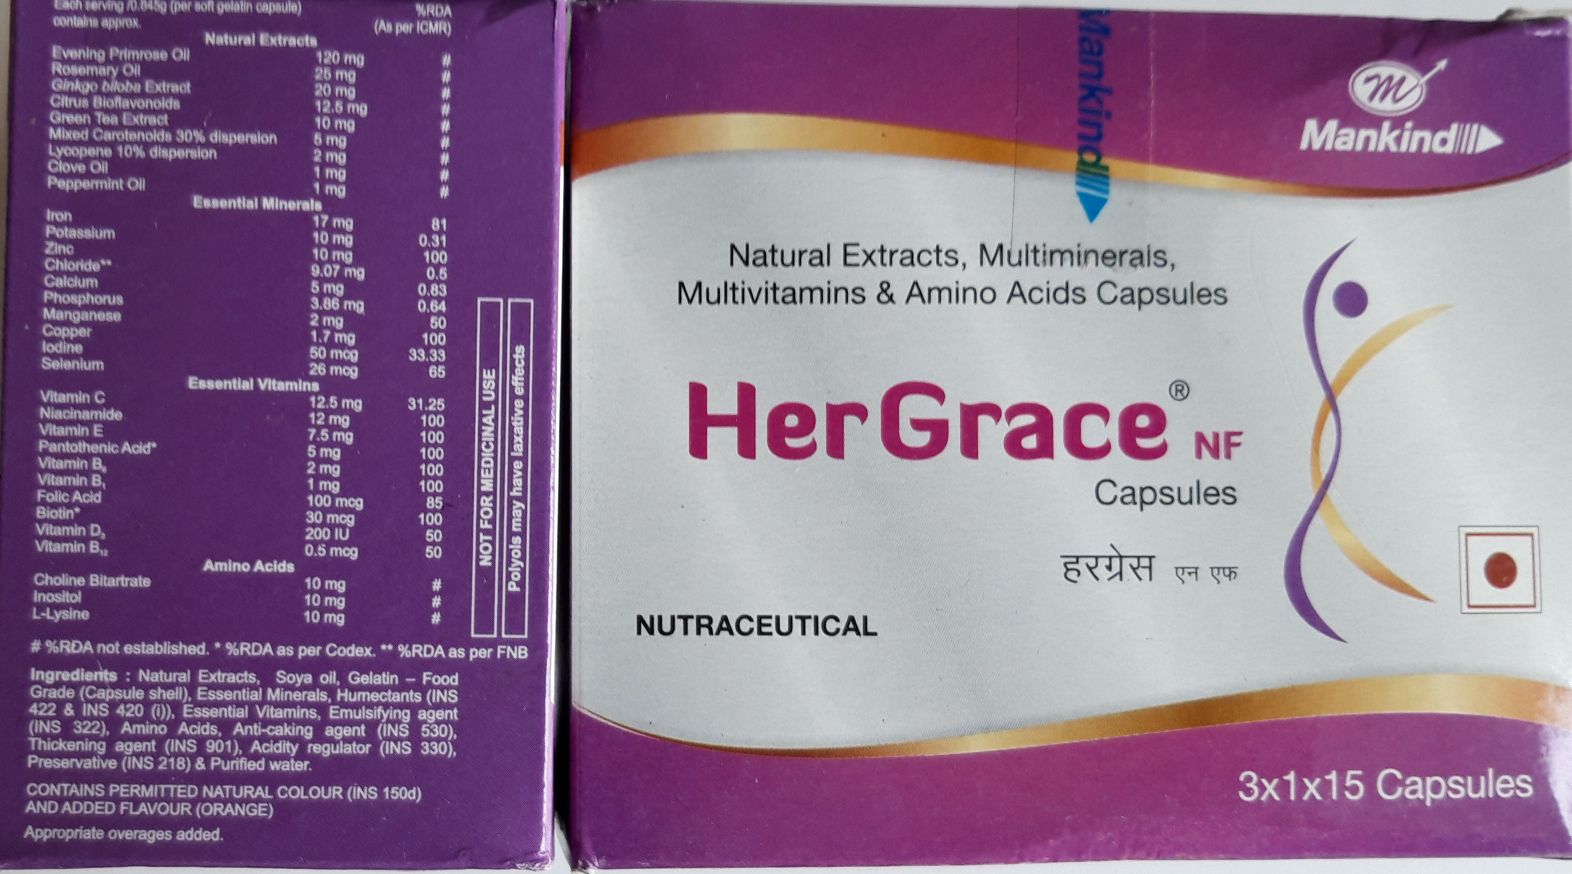 Each serving /0.845g (per soft gelatin capsule) %RDA
contains approx. (As per ICMR)
Natural Extracts
Evening Primrose Oil 120 mg #
Rosemary Oil 25 mg #
Ginkgo biloba Extract 20 mg #
Citrus Bioflavonoids 12.5 mg #
Green Tea Extract 10 mg #
Mixed Carotenoids 30% dispersion 5 mg #
Lycopene 10% dispersion 2 mg #
Clove Oil 1 mg #
Peppermint Oil 1 mg #
Essential Minerals
Iron 17 mg 81
Potassium 10 mg 0.31
Zinc 10 mg 100
Chloride** 9.07 mg 0.5
Calcium 5 mg 0.83
Phosphorus 3.86 mg 0.64
Manganese 2 mg 50
Copper 1.7 mg 100
Iodine 50 mcg 33.33
Selenium 26 mcg 65
Essential Vitamins
Vitamin C 12.5 mg 31.25
Niacinamide 12 mg 100
Vitamin E 7.5 mg 100
Pantothenic Acid* 5 mg 100
Vitamin B₆ 2 mg 100
Vitamin B₁ 1 mg 100
Folic Acid 100 mcg 85
Biotin* 30 mcg 100
Vitamin D₃ 200 IU 50
Vitamin B₁₂ 0.5 mcg 50
Amino Acids
Choline Bitartrate 10 mg #
Inositol 10 mg #
L-Lysine 10 mg #
NOT FOR MEDICINAL USE
Polyols may have laxative effects
# %RDA not established. * %RDA as per Codex. ** %RDA as per FNB
Ingredients : Natural Extracts, Soya oil, Gelatin – Food
Grade (Capsule shell), Essential Minerals, Humectants (INS
422 & INS 420 (i)), Essential Vitamins, Emulsifying agent
(INS 322), Amino Acids, Anti-caking agent (INS 530),
Thickening agent (INS 901), Acidity regulator (INS 330),
Preservative (INS 218) & Purified water.
CONTAINS PERMITTED NATURAL COLOUR (INS 150d)
AND ADDED FLAVOUR (ORANGE)
Appropriate overages added.
Mankind
m
Mankind
Natural Extracts, Multiminerals,
Multivitamins & Amino Acids Capsules
HerGrace® NF
Capsules
हरग्रेस एन एफ
NUTRACEUTICAL
3x1x15 Capsules